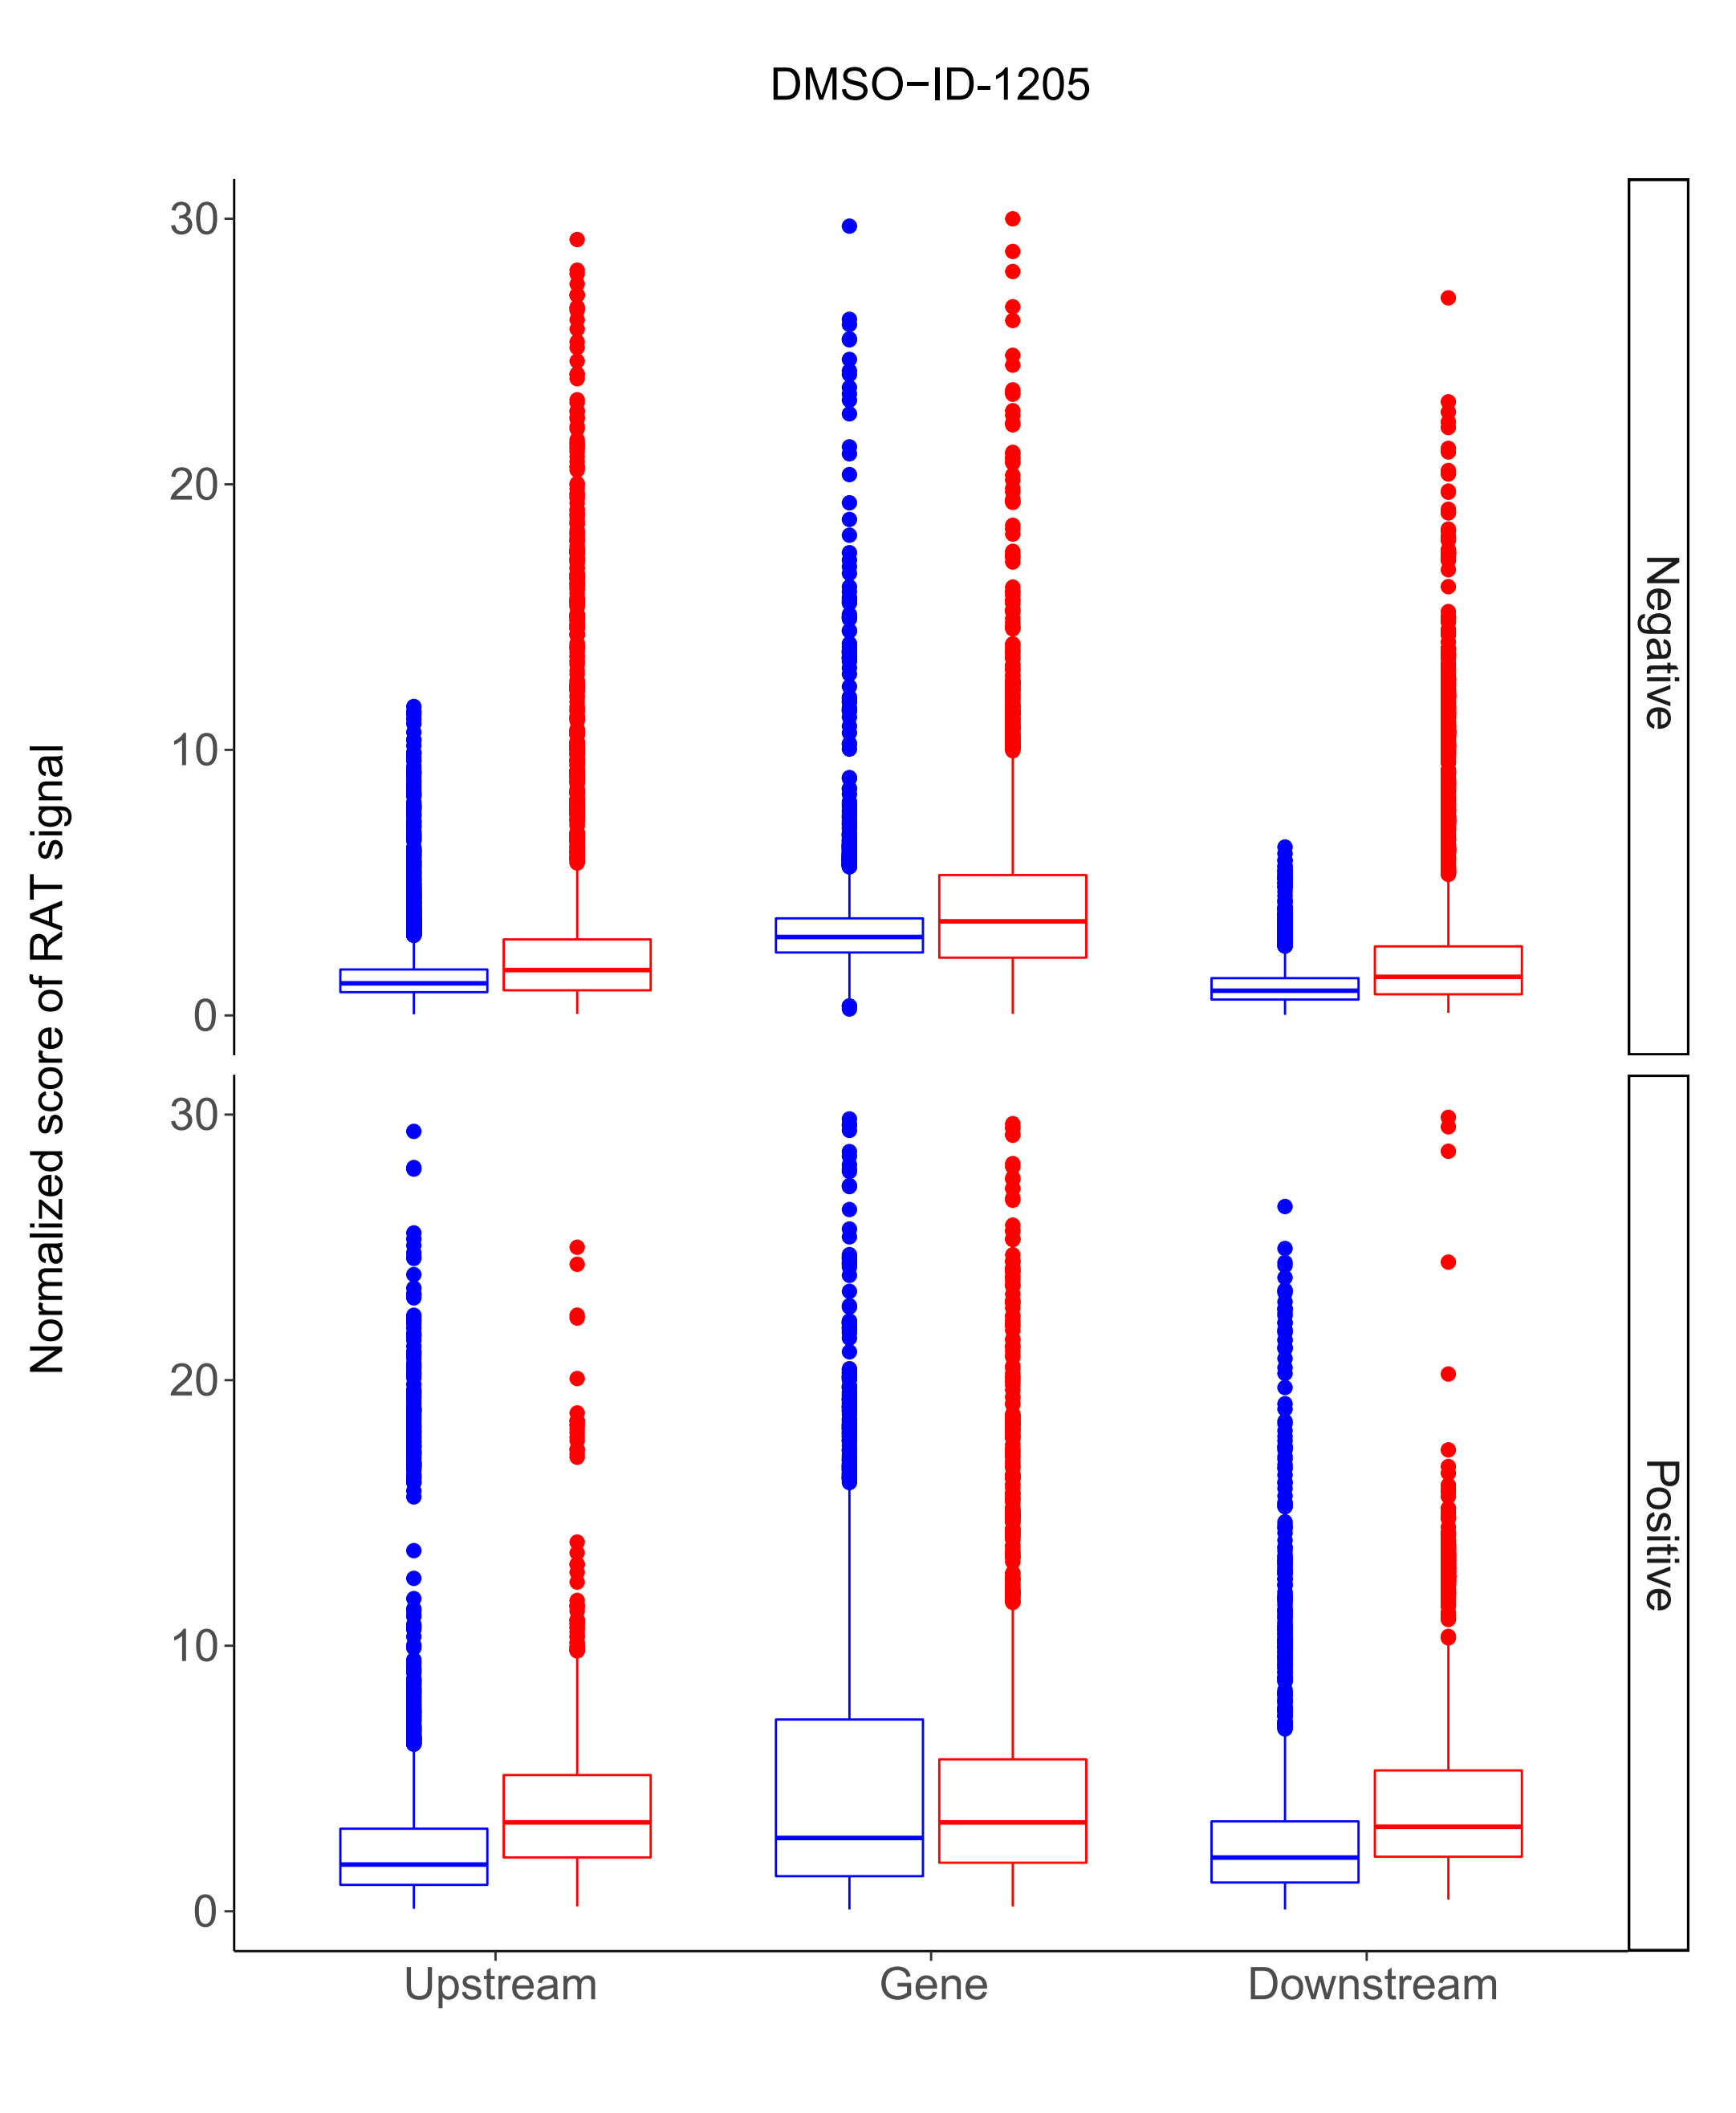 DMSO−ID-1205
Normalized score of RAT signal
30
20
10
0
Negative
30
20
10
0
Positive
Upstream
Gene
Downstream